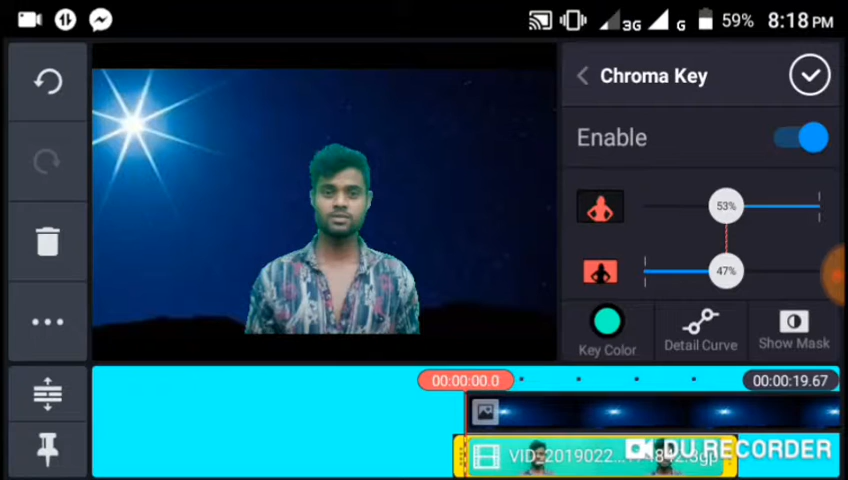 3G G 59% 8:18 PM
Chroma Key
Enable
53%
47%
Key Color
Detail Curve
Show Mask
00:00:00.0
00:00:19.67
DU RECORDER